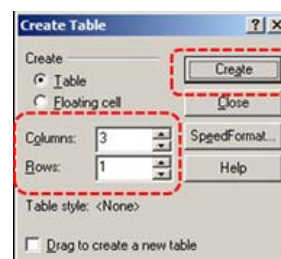 Create Table
Create
Table
Floating cell
Create
Close
Columns: 3
SpeedFormat...
Rows: 1
Help
Table style: <None>
Drag to create a new table